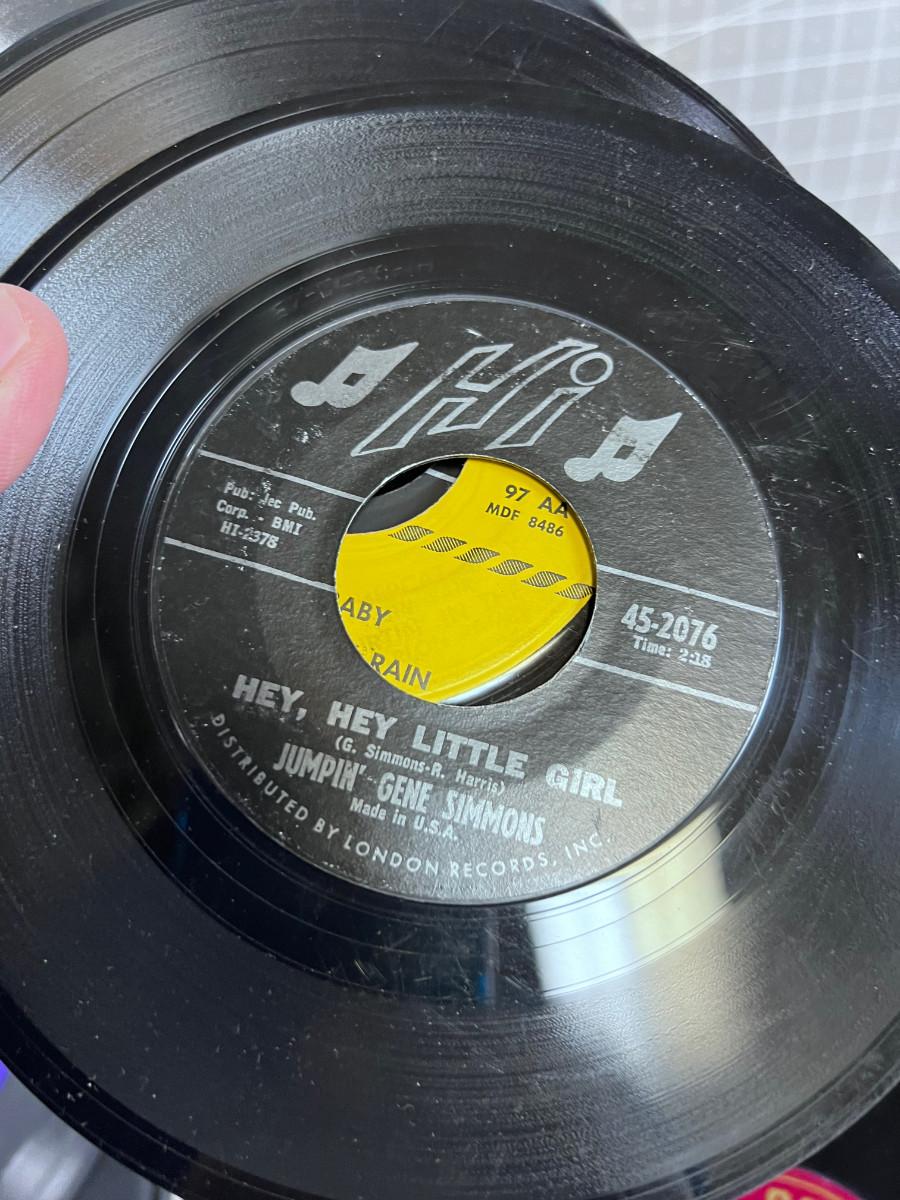 Hi
Pub: Jec Pub.
Corp. - BMI
HI-2378
97 AA
MDF 8486
ABY
RAIN
45-2076
Time: 2:18
HEY, HEY LITTLE GIRL
(G. Simmons-R. Harris)
JUMPIN' GENE SIMMONS
Made in U.S.A.
DISTRIBUTED BY LONDON RECORDS, INC.